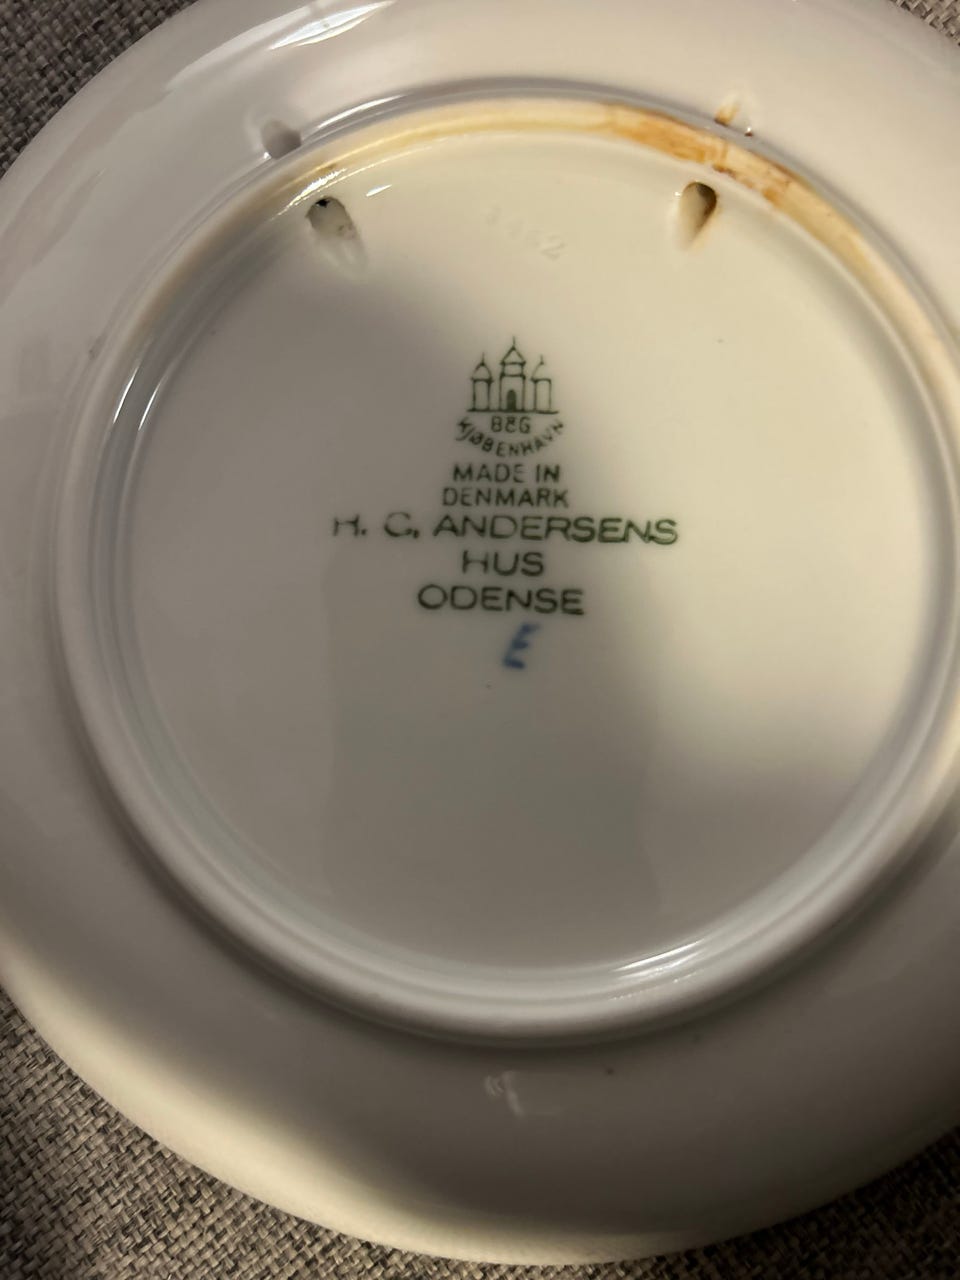 B&G
KJØBENHAVN
MADE IN
DENMARK
H. C. ANDERSENS
HUS
ODENSE
E